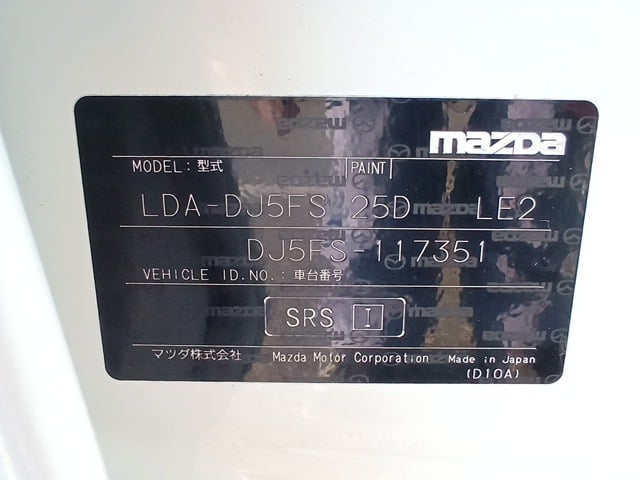 mazda
MODEL:型式 PAINT
LDA-DJ5FS 25D LE2
DJ5FS-117351
VEHICLE ID.NO.:車台番号
SRS I
マツダ株式会社 Mazda Motor Corporation Made in Japan
(D10A)